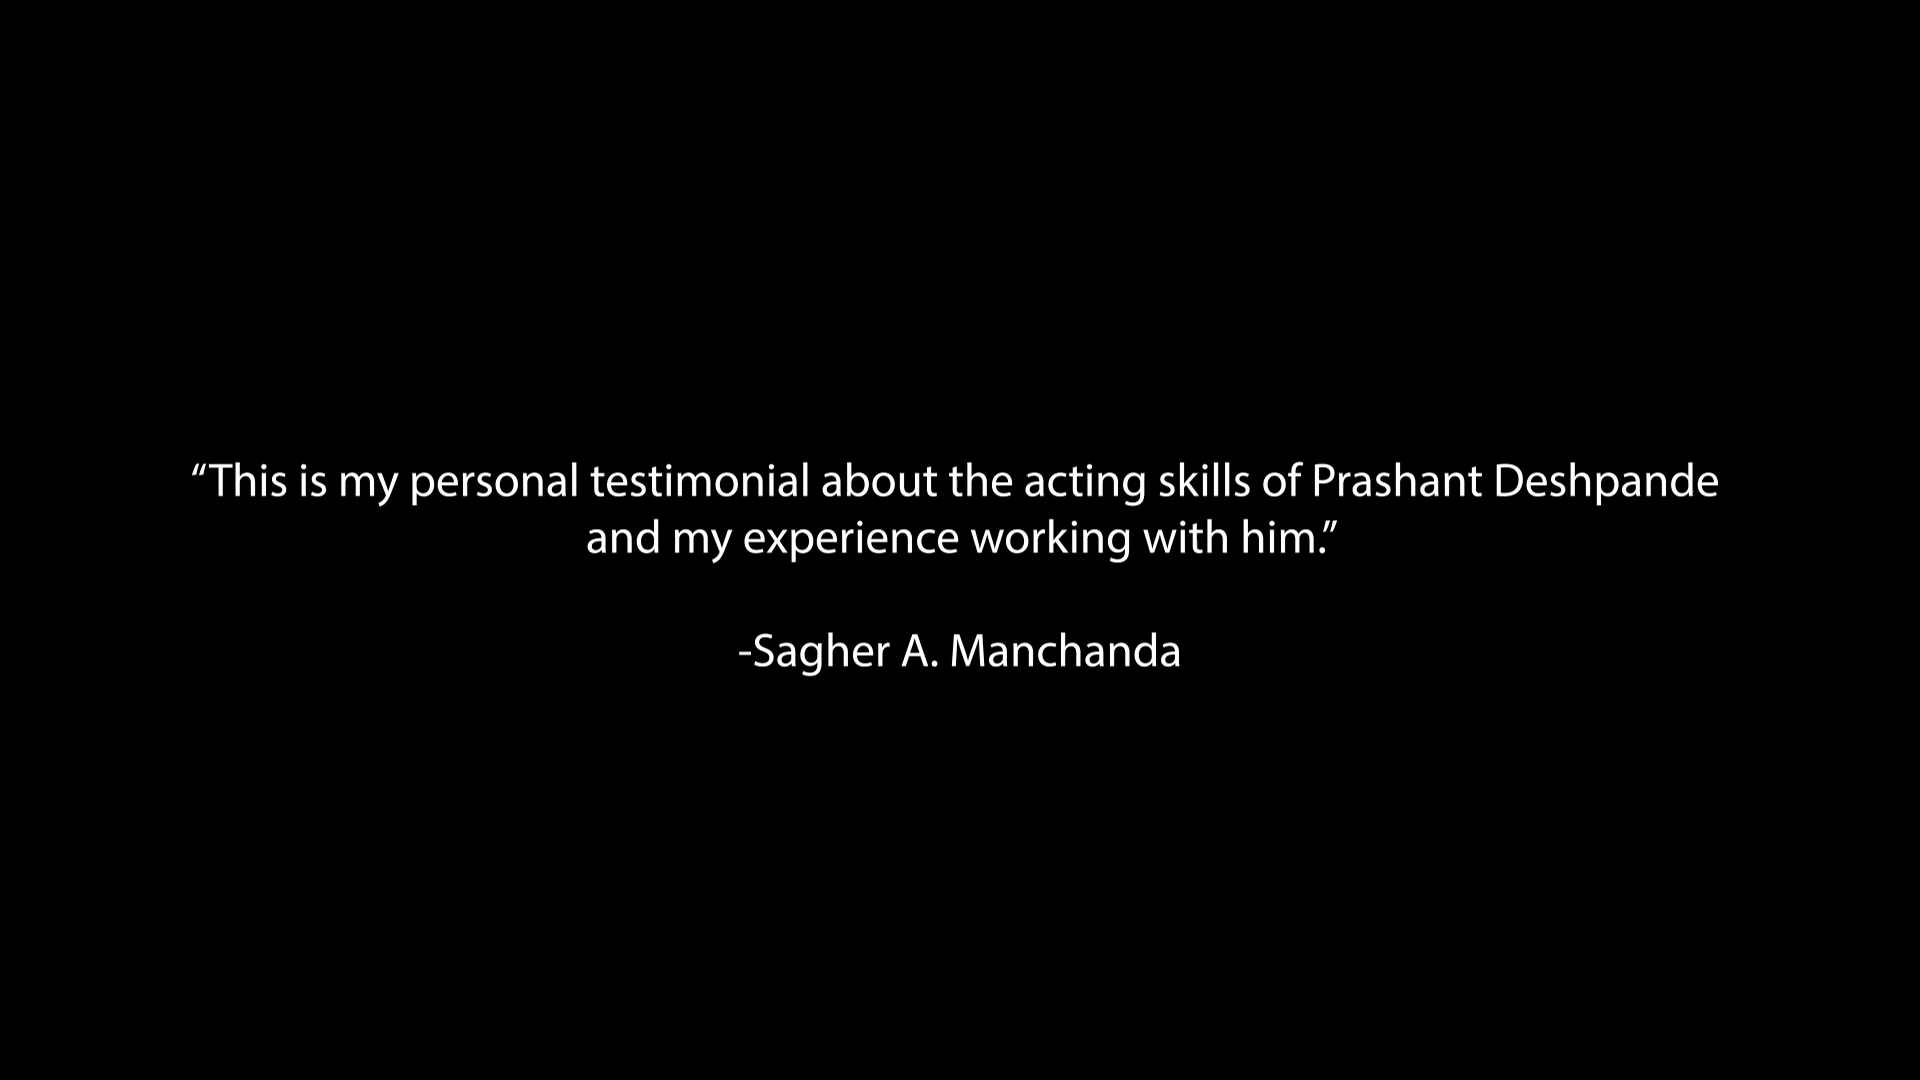 “This is my personal testimonial about the acting skills of Prashant Deshpande
and my experience working with him.”
-Sagher A. Manchanda